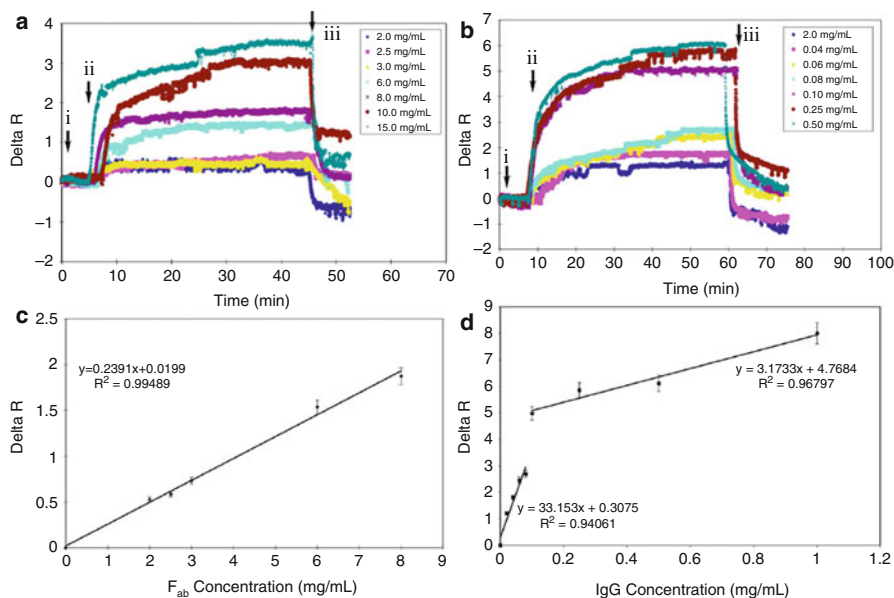 a
i
ii
iii
2.0 mg/mL
2.5 mg/mL
3.0 mg/mL
6.0 mg/mL
8.0 mg/mL
10.0 mg/mL
15.0 mg/mL
Delta R
4
3
2
1
0
−1
−2
0 10 20 30 40 50 60 70
Time (min)
b
i
ii
iii
2.0 mg/mL
0.04 mg/mL
0.06 mg/mL
0.08 mg/mL
0.10 mg/mL
0.25 mg/mL
0.50 mg/mL
Delta R
7
6
5
4
3
2
1
0
−1
−2
0 10 20 30 40 50 60 70 80 90 100
Time (min)
c
y=0.2391x+0.0199
R² = 0.99489
Delta R
2.5
2
1.5
1
0.5
0
0 1 2 3 4 5 6 7 8 9
Fab Concentration (mg/mL)
d
y = 3.1733x + 4.7684
R² = 0.96797
y = 33.153x + 0.3075
R² = 0.94061
Delta R
9
8
7
6
5
4
3
2
1
0
0 0.2 0.4 0.6 0.8 1 1.2
IgG Concentration (mg/mL)